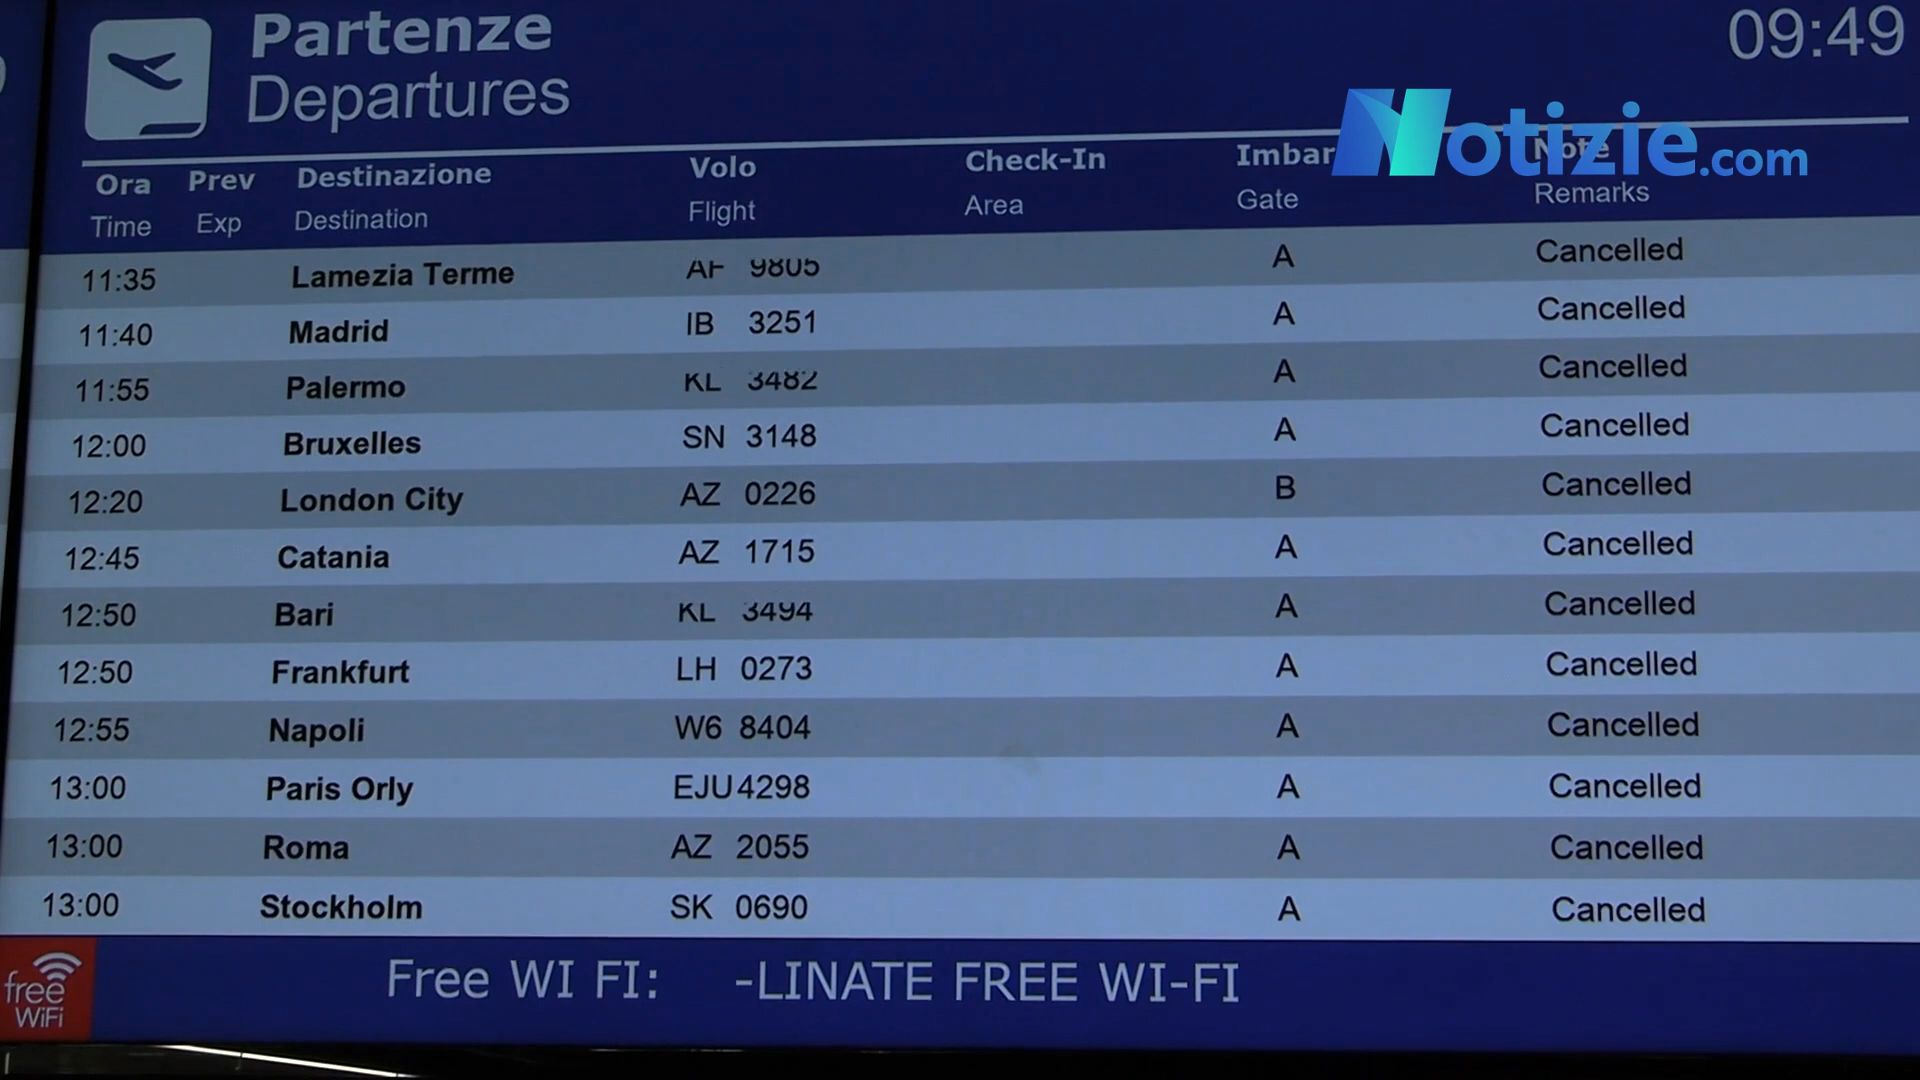 Partenze
Departures
09:49
Notizie.com
Ora Prev Destinazione Volo Check-In Imbar Note
Time Exp Destination Flight Area Gate Remarks
11:35 Lamezia Terme AF 9805 A Cancelled
11:40 Madrid IB 3251 A Cancelled
11:55 Palermo KL 3482 A Cancelled
12:00 Bruxelles SN 3148 A Cancelled
12:20 London City AZ 0226 B Cancelled
12:45 Catania AZ 1715 A Cancelled
12:50 Bari KL 3494 A Cancelled
12:50 Frankfurt LH 0273 A Cancelled
12:55 Napoli W6 8404 A Cancelled
13:00 Paris Orly EJU4298 A Cancelled
13:00 Roma AZ 2055 A Cancelled
13:00 Stockholm SK 0690 A Cancelled
free
WiFi
Free WI FI: -LINATE FREE WI-FI